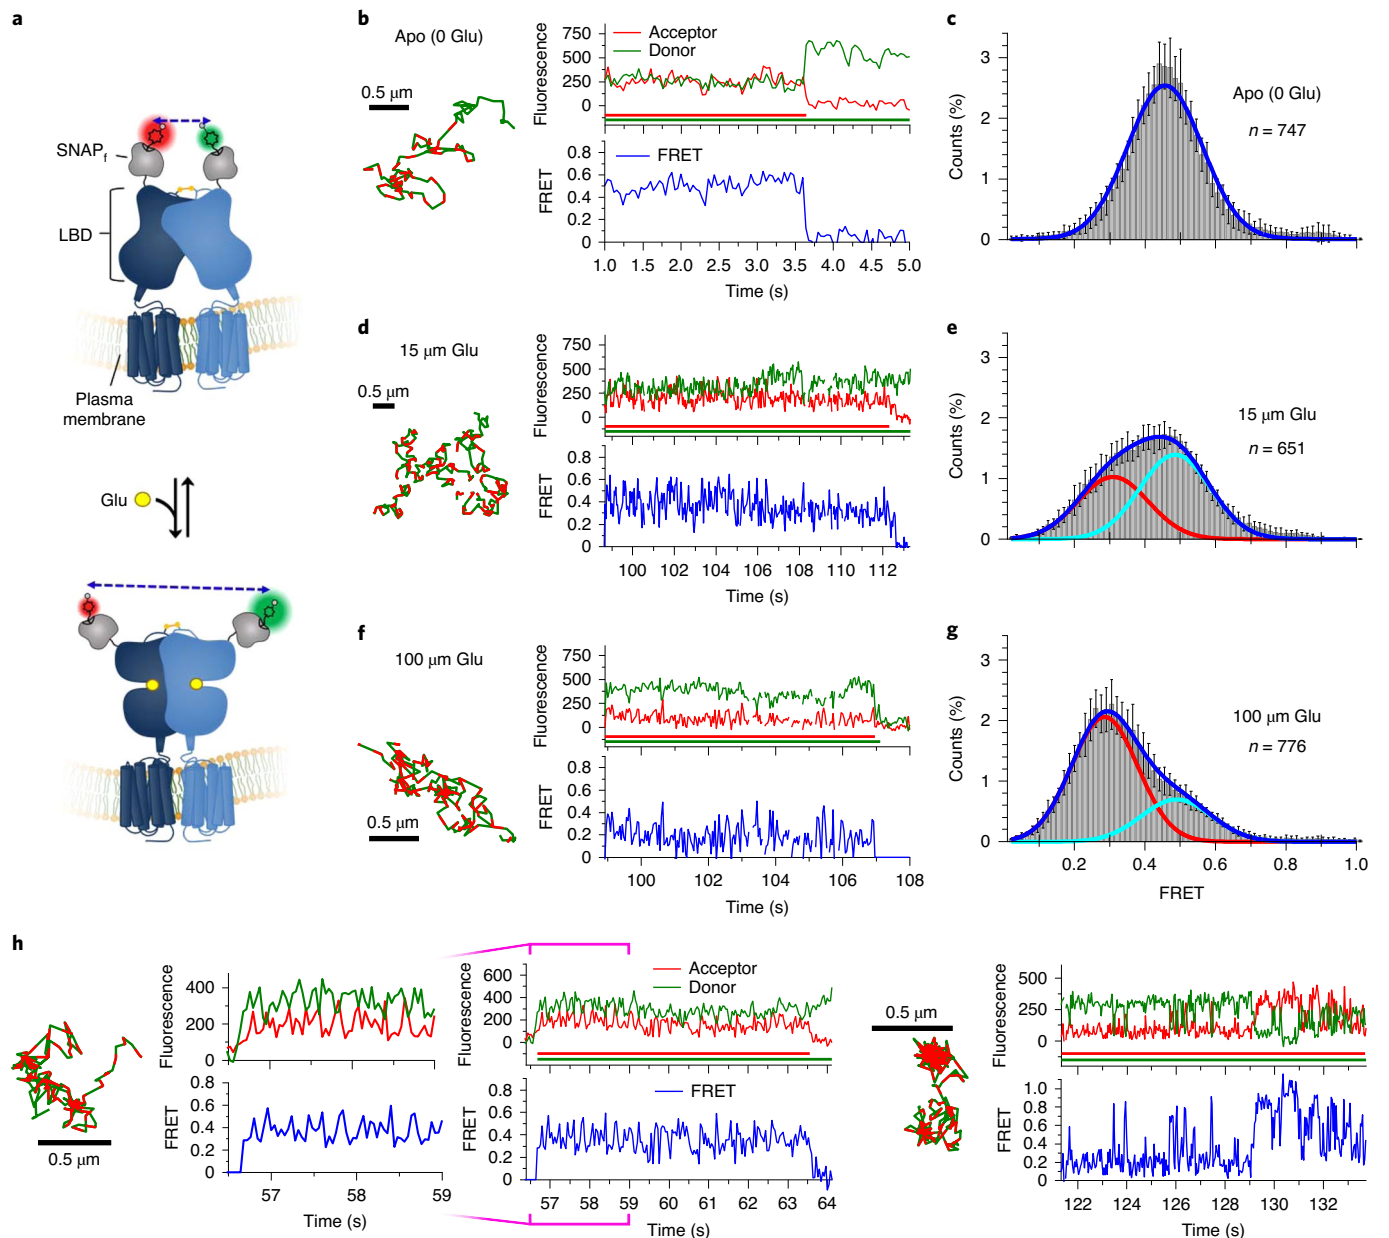 a
SNAPf
LBD
Plasma
membrane
Glu
b
Apo (0 Glu)
0.5 µm
Fluorescence
750
500
250
0
Acceptor
Donor
FRET
0.8
0.6
0.4
0.2
0
FRET
1.0 1.5 2.0 2.5 3.0 3.5 4.0 4.5 5.0
Time (s)
c
Counts (%)
3
2
1
0
Apo (0 Glu)
n = 747
d
15 µm Glu
0.5 µm
Fluorescence
750
500
250
0
FRET
0.8
0.6
0.4
0.2
0
100 102 104 106 108 110 112
Time (s)
e
Counts (%)
3
2
1
0
15 µm Glu
n = 651
f
100 µm Glu
0.5 µm
Fluorescence
750
500
250
0
FRET
0.8
0.6
0.4
0.2
0
100 102 104 106 108
Time (s)
g
Counts (%)
3
2
1
0
100 µm Glu
n = 776
0.2 0.4 0.6 0.8 1.0
FRET
h
0.5 µm
Fluorescence
400
200
0
FRET
0.8
0.6
0.4
0.2
0
57 58 59
Time (s)
Fluorescence
600
400
200
0
Acceptor
Donor
FRET
0.8
0.6
0.4
0.2
0
FRET
57 58 59 60 61 62 63 64
Time (s)
0.5 µm
Fluorescence
500
250
0
FRET
1.0
0.8
0.6
0.4
0.2
0
122 124 126 128 130 132
Time (s)